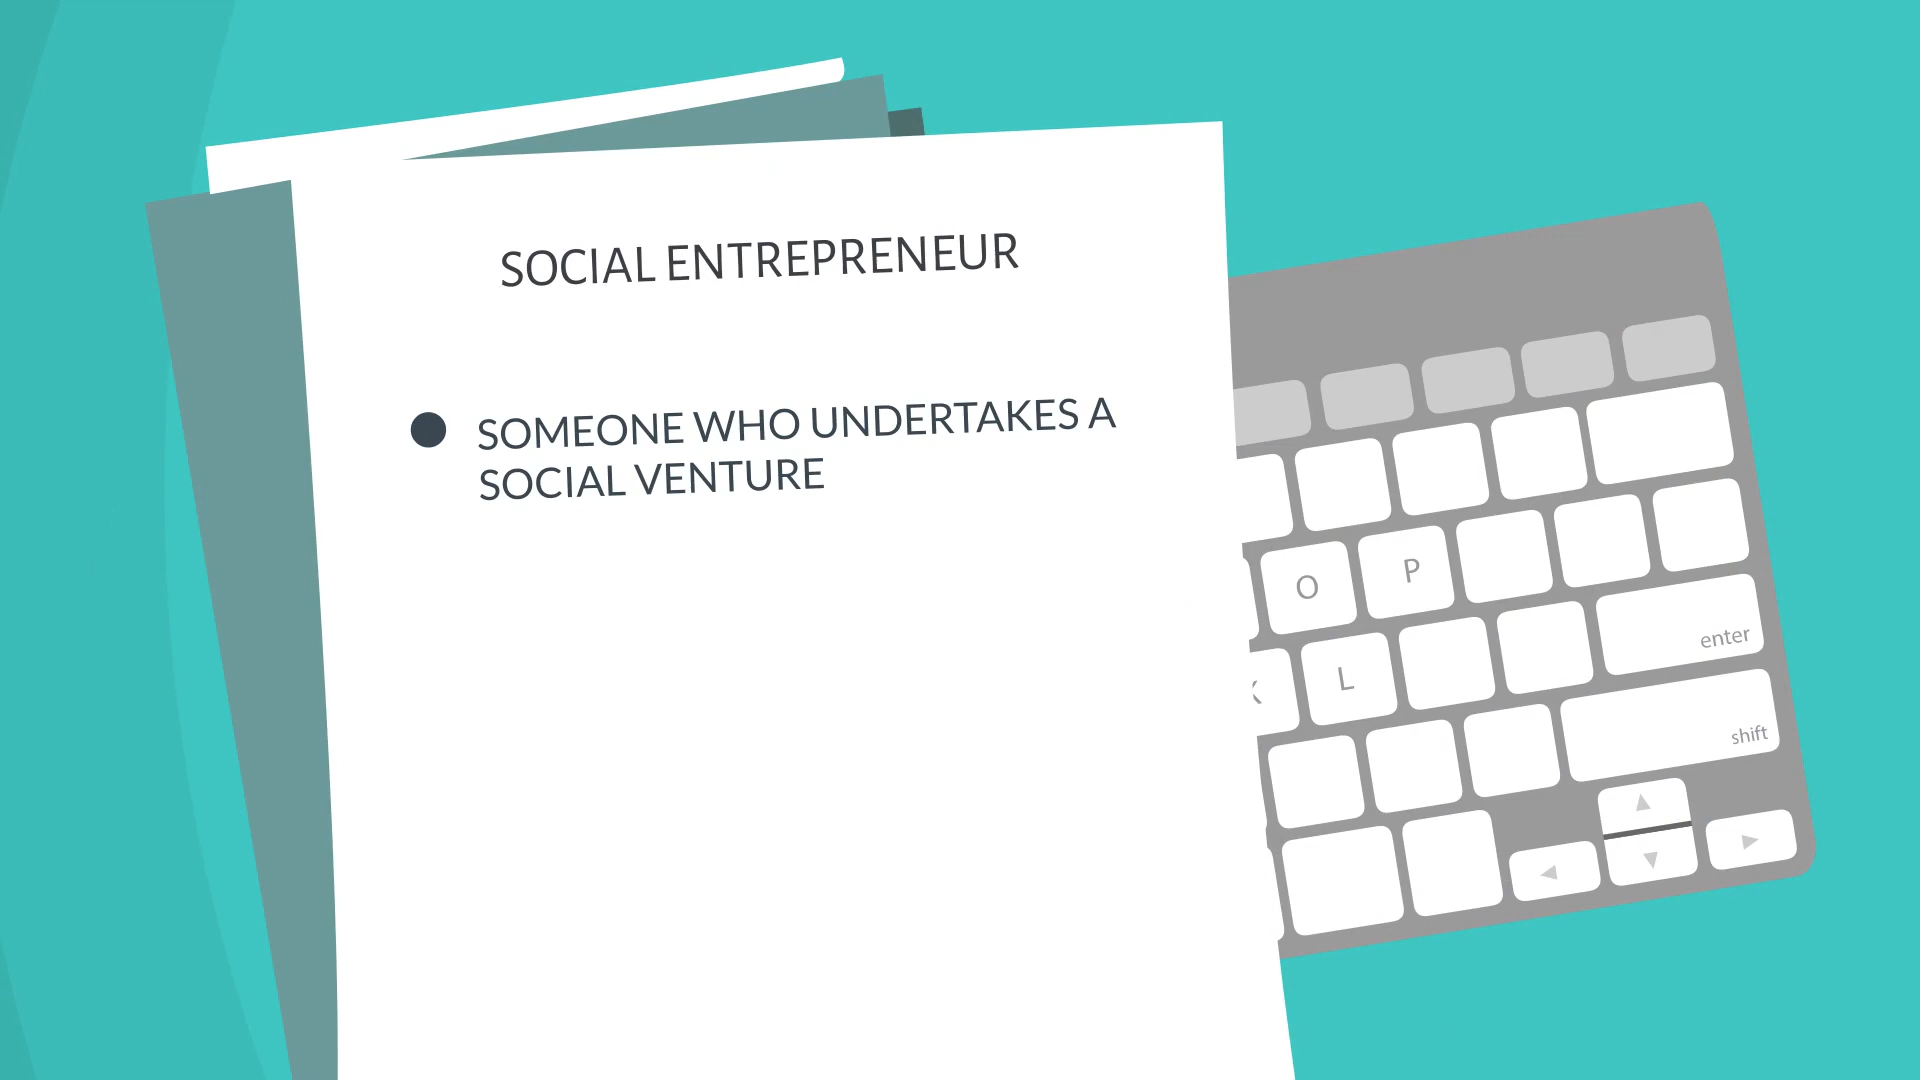 SOCIAL ENTREPRENEUR
SOMEONE WHO UNDERTAKES A
SOCIAL VENTURE
O
P
enter
K
L
shift